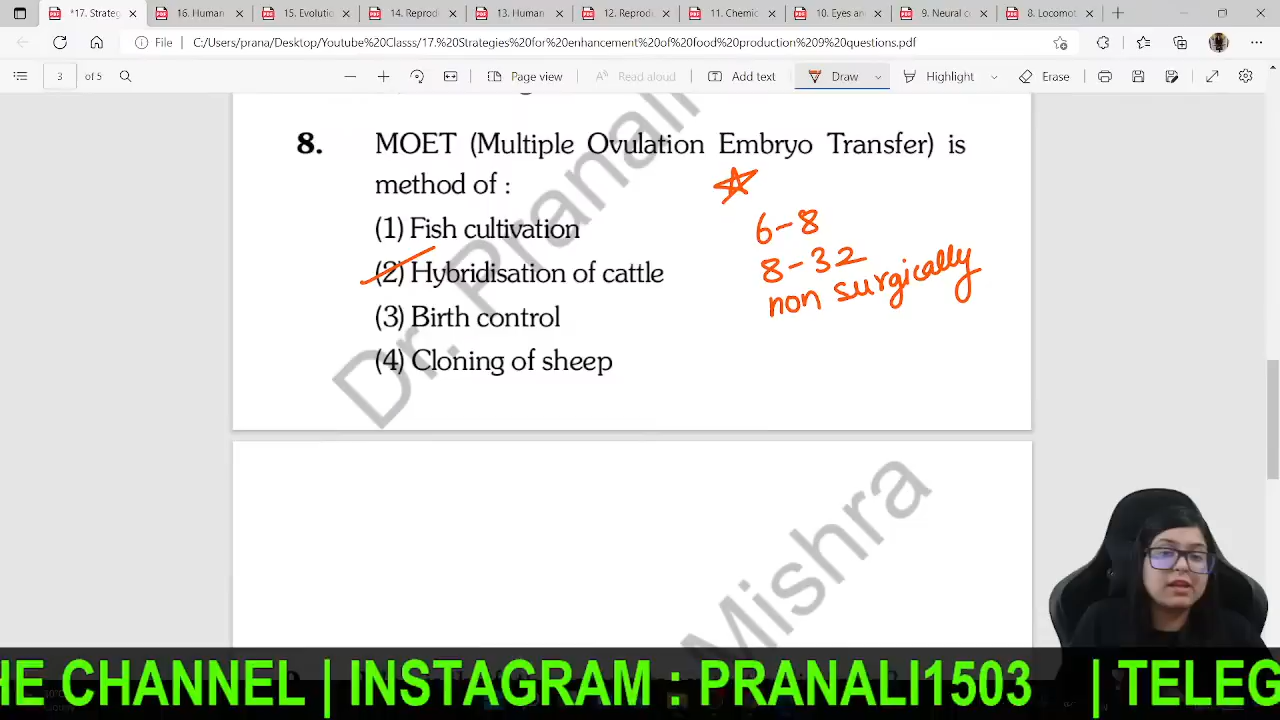 *17. Strateg
16. Human
15. Evolutio
14. Reprodu
13. Human
12. Reprodu
11. Chemic
10. Eyes an
9. Neural co
8. Locomot
File
C:/Users/prana/Desktop/Youtube%20Classs/17.%20Strategies%20for%20enhancement%20of%20food%20production%209%20questions.pdf
3 of 5
Page view
Read aloud
Add text
Draw
Highlight
Erase
8. MOET (Multiple Ovulation Embryo Transfer) is
method of :
(1) Fish cultivation
(2) Hybridisation of cattle
(3) Birth control
(4) Cloning of sheep
6-8
8-32
non surgically
Dr. Pranali
Mishra
HE CHANNEL | INSTAGRAM : PRANALI1503 | TELEG